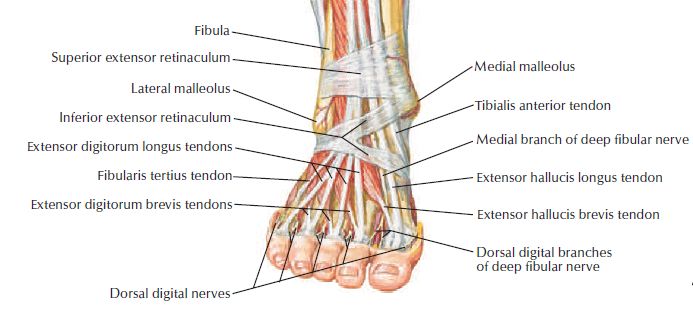 Fibula
Superior extensor retinaculum
Lateral malleolus
Inferior extensor retinaculum
Extensor digitorum longus tendons
Fibularis tertius tendon
Extensor digitorum brevis tendons
Dorsal digital nerves
Medial malleolus
Tibialis anterior tendon
Medial branch of deep fibular nerve
Extensor hallucis longus tendon
Extensor hallucis brevis tendon
Dorsal digital branches
of deep fibular nerve